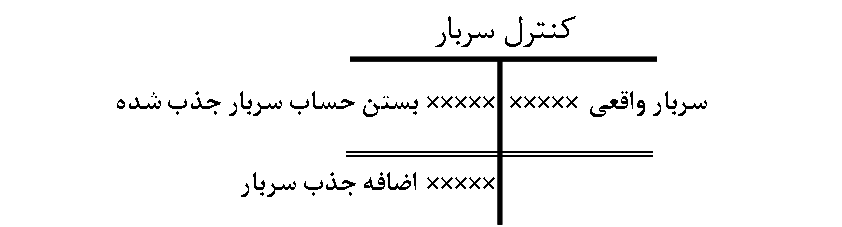 کنترل سربار
سربار واقعی ××××× ××××× بستن حساب سربار جذب شده
××××× اضافه جذب سربار